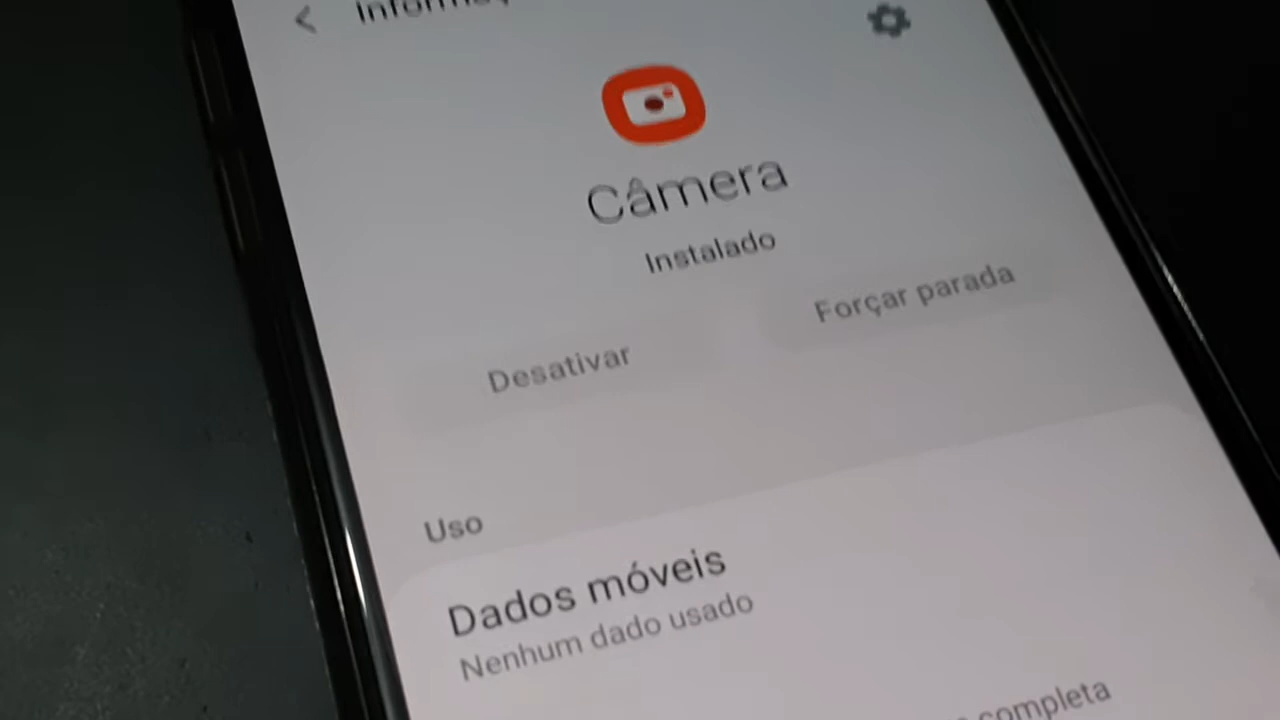 Câmera
Instalado
Desativar
Forçar parada
Uso
Dados móveis
Nenhum dado usado
completa